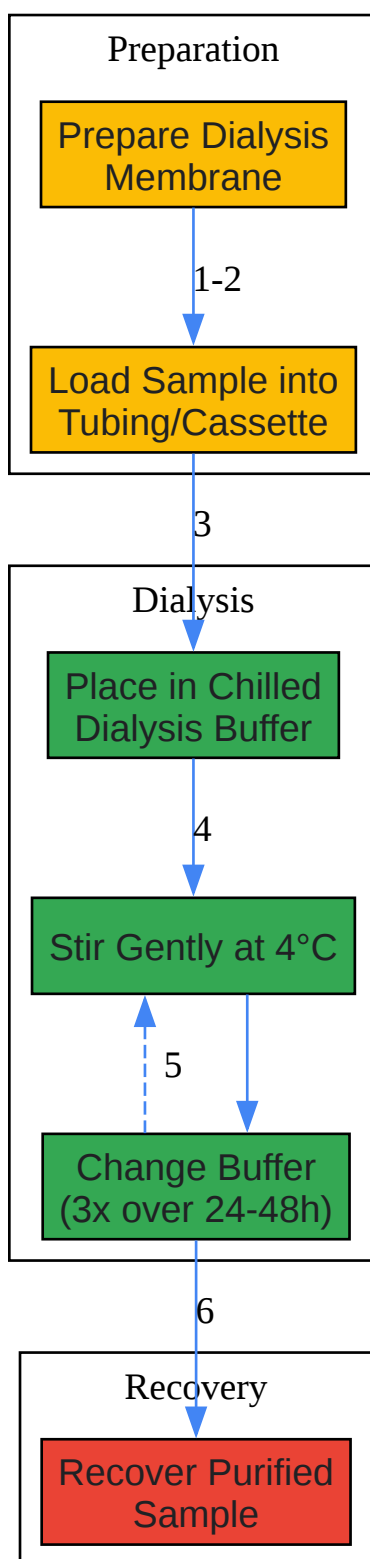 Preparation
Prepare Dialysis
Membrane
1-2
Load Sample into
Tubing/Cassette
3
Dialysis
Place in Chilled
Dialysis Buffer
4
Stir Gently at 4°C
5
Change Buffer
(3x over 24-48h)
6
Recovery
Recover Purified
Sample